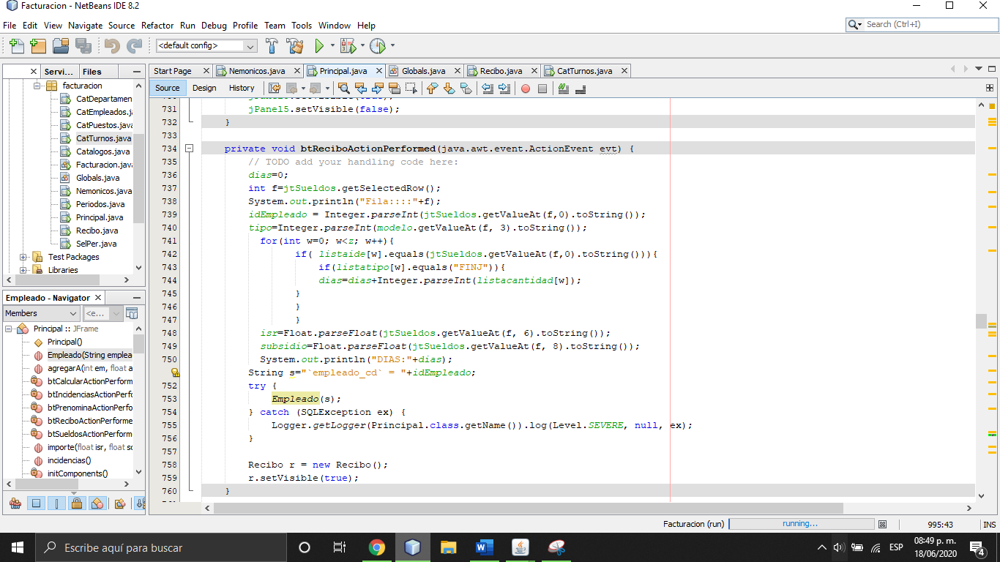 Facturacion - NetBeans IDE 8.2
File Edit View Navigate Source Refactor Run Debug Profile Team Tools Window Help
Search (Ctrl+I)
<default config>
Servi... Files
Start Page Nemonicos.java Principal.java Globals.java Recibo.java CatTurnos.java
Source Design History
facturacion
CatDepartamen
CatEmpleados.ja
CatPuestos.java
CatTurnos.java
Catalogos.java
Facturacion.java
Globals.java
Nemonicos.java
Periodos.java
Principal.java
Recibo.java
SelPer.java
Test Packages
Libraries
Empleado - Navigator
Members
<e...
Principal :: JFrame
Principal()
Empleado(String emplea
agregarA(int em, float a
btCalcularActionPerform
btIncidenciasActionPerfo
btPrenominaActionPerfo
btReciboActionPerforme
btSueldosActionPerform
importe(float isr, float sc
incidencias()
initComponents()
731 jPanel5.setVisible(false);
732 }
733
734 private void btReciboActionPerformed(java.awt.event.ActionEvent evt) {
735 // TODO add your handling code here:
736 dias=0;
737 int f=jtSueldos.getSelectedRow();
738 System.out.println("Fila::::"+f);
739 idEmpleado = Integer.parseInt(jtSueldos.getValueAt(f,0).toString());
740 tipo=Integer.parseInt(modelo.getValueAt(f, 3).toString());
741 for(int w=0; w<z; w++){
742 if( listaide[w].equals(jtSueldos.getValueAt(f,0).toString())){
743 if(listatipo[w].equals("FINJ")){
744 dias=dias+Integer.parseInt(listacantidad[w]);
745 }
746 }
747 }
748 isr=Float.parseFloat(jtSueldos.getValueAt(f, 6).toString());
749 subsidio=Float.parseFloat(jtSueldos.getValueAt(f, 8).toString());
750 System.out.println("DIAS:"+dias);
String s="`empleado_cd` = "+idEmpleado;
752 try {
753 Empleado(s);
754 } catch (SQLException ex) {
755 Logger.getLogger(Principal.class.getName()).log(Level.SEVERE, null, ex);
756 }
757
758 Recibo r = new Recibo();
759 r.setVisible(true);
760 }
Facturacion (run) running... 995:43 INS
Escribe aquí para buscar
ESP
08:49 p. m.
18/06/2020
4